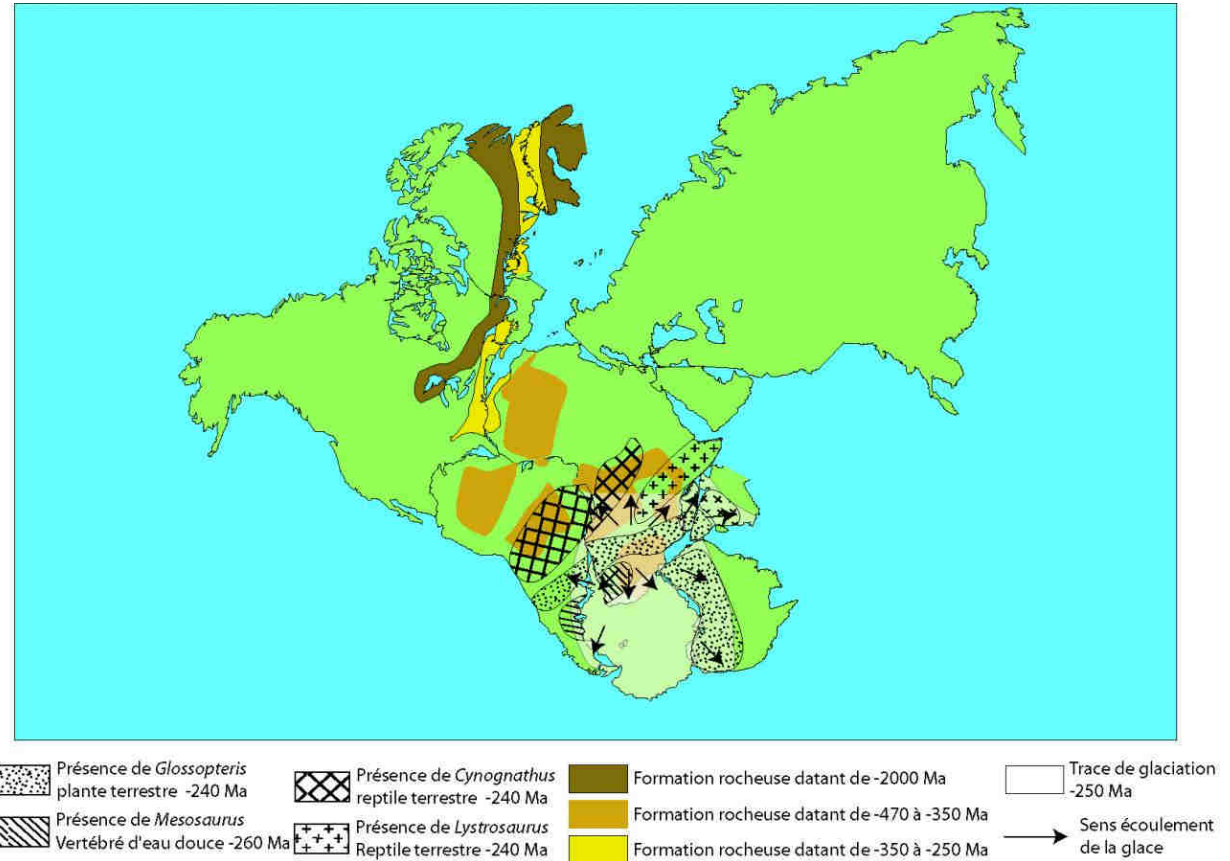 Présence de Glossopteris
plante terrestre -240 Ma
Présence de Mesosaurus
Vertébré d'eau douce -260 Ma
Présence de Cynognathus
reptile terrestre -240 Ma
Présence de Lystrosaurus
Reptile terrestre -240 Ma
Formation rocheuse datant de -2000 Ma
Formation rocheuse datant de -470 à -350 Ma
Formation rocheuse datant de -350 à -250 Ma
Trace de glaciation
-250 Ma
Sens écoulement
de la glace